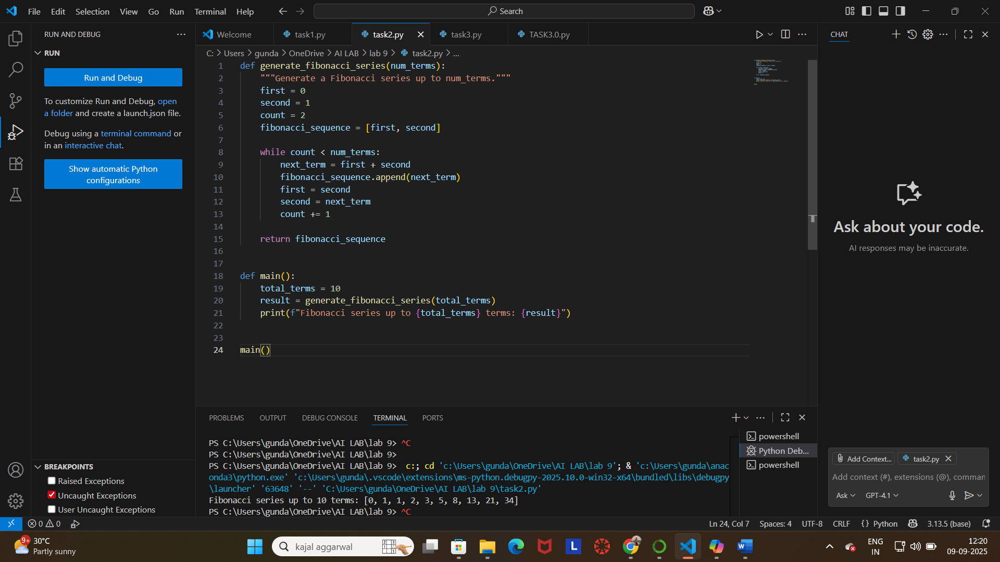 File Edit Selection View Go Run Terminal Help
Search
RUN AND DEBUG
RUN
Run and Debug
To customize Run and Debug, open
a folder and create a launch.json file.
Debug using a terminal command or
in an interactive chat.
Show automatic Python
configurations
BREAKPOINTS
Raised Exceptions
Uncaught Exceptions
User Uncaught Exceptions
Welcome task1.py task2.py task3.py TASK3.0.py
C: > Users > gunda > OneDrive > AI LAB > lab 9 > task2.py > ...
1 def generate_fibonacci_series(num_terms):
2     """Generate a Fibonacci series up to num_terms."""
3     first = 0
4     second = 1
5     count = 2
6     fibonacci_sequence = [first, second]
7
8     while count < num_terms:
9         next_term = first + second
10         fibonacci_sequence.append(next_term)
11         first = second
12         second = next_term
13         count += 1
14
15     return fibonacci_sequence
16
17
18 def main():
19     total_terms = 10
20     result = generate_fibonacci_series(total_terms)
21     print(f"Fibonacci series up to {total_terms} terms: {result}")
22
23
24 main()
PROBLEMS OUTPUT DEBUG CONSOLE TERMINAL PORTS
PS C:\Users\gunda\OneDrive\AI LAB\lab 9> ^C
PS C:\Users\gunda\OneDrive\AI LAB\lab 9>
PS C:\Users\gunda\OneDrive\AI LAB\lab 9>  c:; cd 'c:\Users\gunda\OneDrive\AI LAB\lab 9'; & 'c:\Users\gunda\anac
onda3\python.exe' 'c:\Users\gunda\.vscode\extensions\ms-python.debugpy-2025.10.0-win32-x64\bundled\libs\debugpy
\launcher' '63648' '--' 'C:\Users\gunda\OneDrive\AI LAB\lab 9\task2.py'
Fibonacci series up to 10 terms: [0, 1, 1, 2, 3, 5, 8, 13, 21, 34]
PS C:\Users\gunda\OneDrive\AI LAB\lab 9> ^C
powershell
Python Deb...
powershell
CHAT
Ask about your code.
AI responses may be inaccurate.
Add Context... task2.py
Add context (#), extensions (@), comman
Ask GPT-4.1
0 0
Ln 24, Col 7 Spaces: 4 UTF-8 CRLF {} Python 3.13.5 (base)
9+ 30°C
Partly sunny
kajal aggarwal
L
W
ENG
IN
12:20
09-09-2025